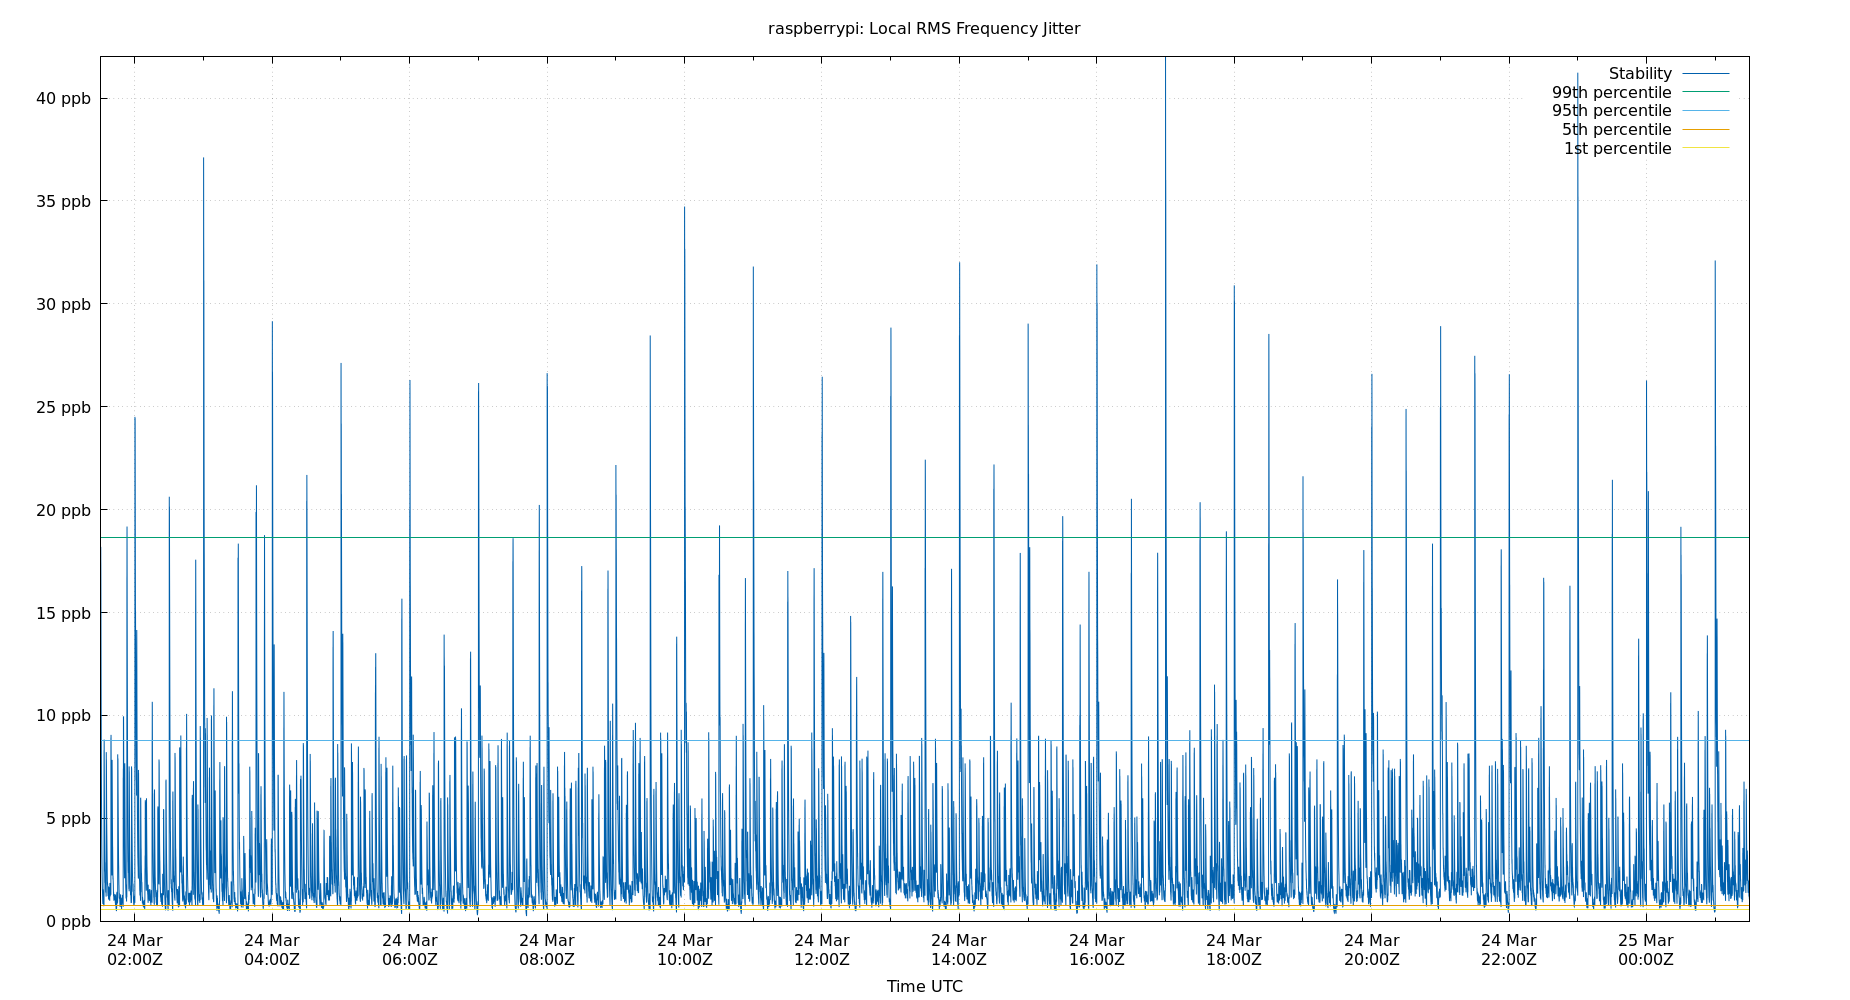 raspberrypi: Local RMS Frequency Jitter
Stability
99th percentile
95th percentile
5th percentile
1st percentile
40 ppb
35 ppb
30 ppb
25 ppb
20 ppb
15 ppb
10 ppb
5 ppb
0 ppb
24 Mar 24 Mar 24 Mar 24 Mar 24 Mar 24 Mar 24 Mar 24 Mar 24 Mar 24 Mar 24 Mar 25 Mar
02:00Z 04:00Z 06:00Z 08:00Z 10:00Z 12:00Z 14:00Z 16:00Z 18:00Z 20:00Z 22:00Z 00:00Z
Time UTC